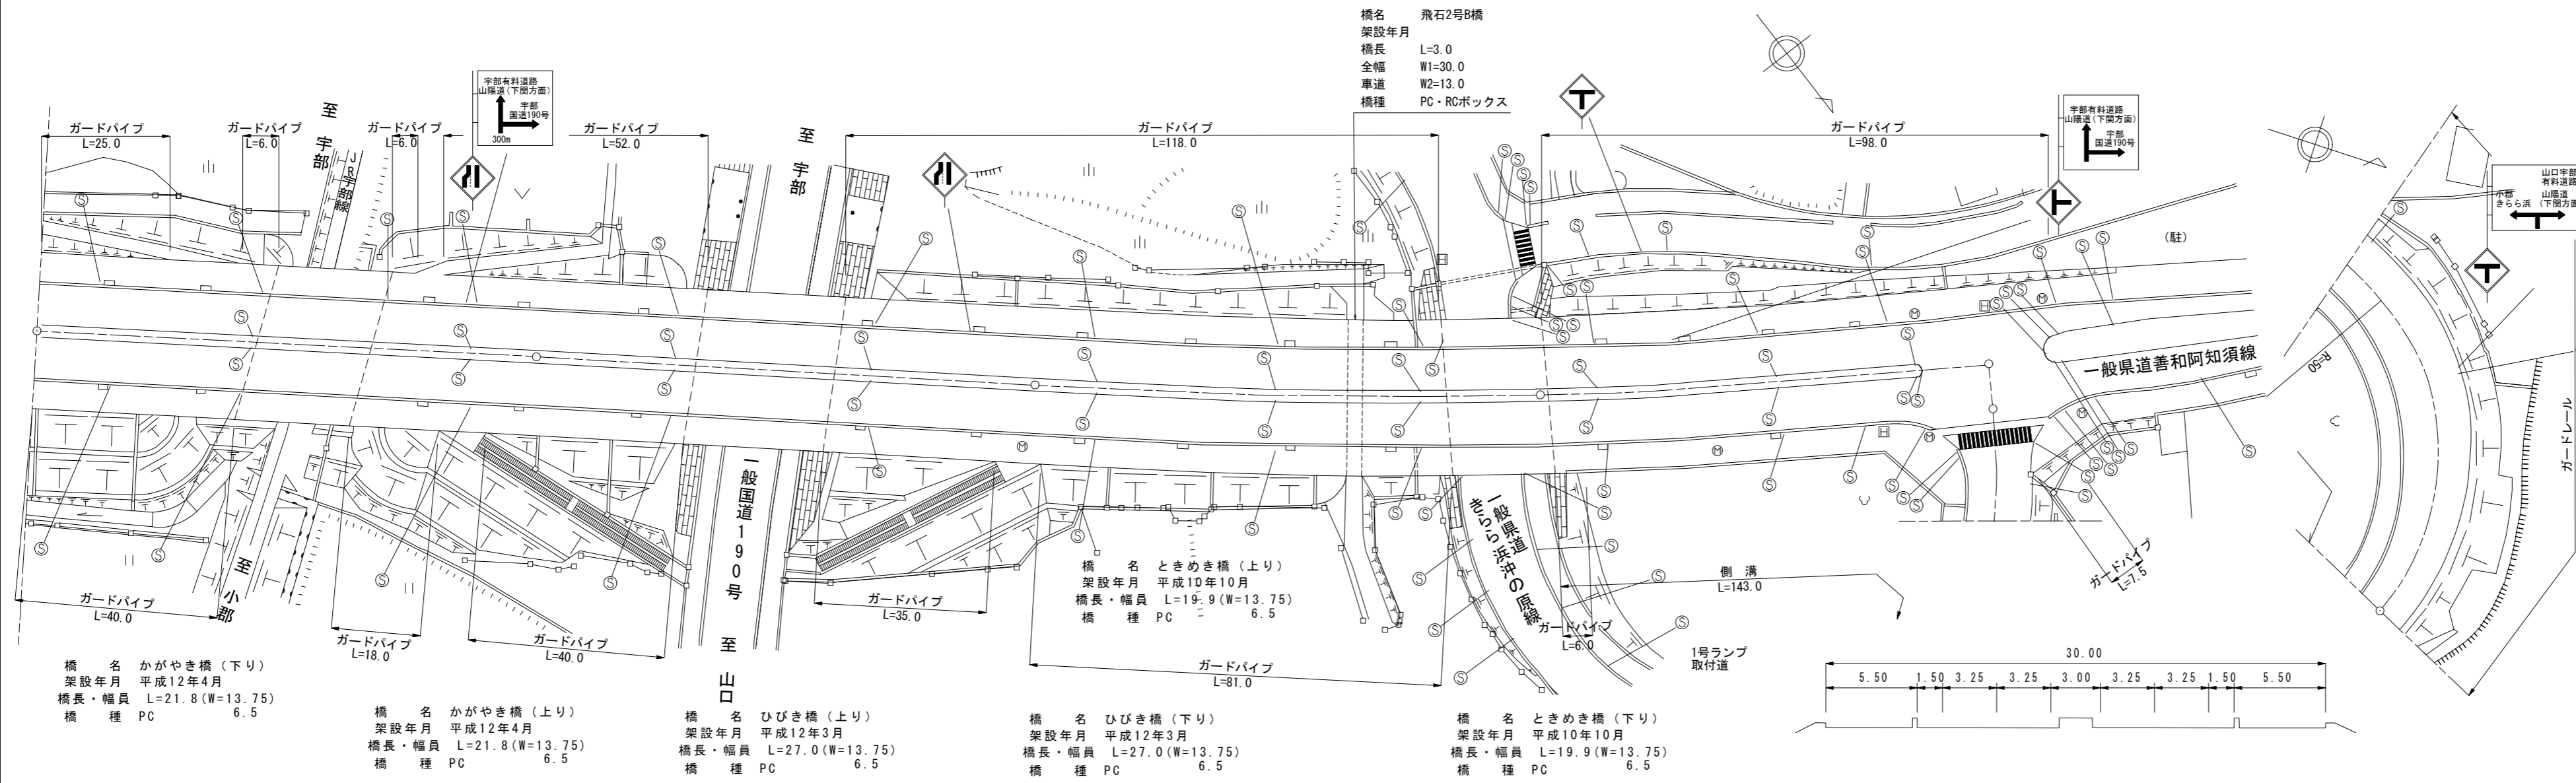 橋名 飛石2号B橋
架設年月
橋長 L=3.0
全幅 W1=30.0
車道 W2=13.0
橋種 PC・RCボックス
宇部有料道路
山陽道(下関方面)
宇部
国道190号
300m
ガードパイプ
L=25.0
ガードパイプ
L=6.0
至 宇部
JR宇部線
ガードパイプ
L=6.0
ガードパイプ
L=52.0
至 宇部
ガードパイプ
L=118.0
ガードパイプ
L=98.0
宇部有料道路
山陽道(下関方面)
宇部
国道190号
山口宇部
有料道路
小郡 山陽道
きらら浜 (下関方面
(駐)
一般県道善和阿知須線
R=50
ガードレール
至 小郡
一般国道190号 至 山口
一般県道
きらら浜沖の原線
ガードパイプ
L=40.0
ガードパイプ
L=18.0
ガードパイプ
L=40.0
ガードパイプ
L=35.0
ガードパイプ
L=81.0
ガードパイプ
L=6.0
側溝
L=143.0
ガードパイプ
L=7.5
1号ランプ
取付道
橋名 ときめき橋(上り)
架設年月 平成10年10月
橋長・幅員 L=19.9(W=13.75)
6.5
橋種 PC
橋名 かがやき橋(下り)
架設年月 平成12年4月
橋長・幅員 L=21.8(W=13.75)
6.5
橋種 PC
橋名 かがやき橋(上り)
架設年月 平成12年4月
橋長・幅員 L=21.8(W=13.75)
6.5
橋種 PC
橋名 ひびき橋(上り)
架設年月 平成12年3月
橋長・幅員 L=27.0(W=13.75)
6.5
橋種 PC
橋名 ひびき橋(下り)
架設年月 平成12年3月
橋長・幅員 L=27.0(W=13.75)
6.5
橋種 PC
橋名 ときめき橋(下り)
架設年月 平成10年10月
橋長・幅員 L=19.9(W=13.75)
6.5
橋種 PC
30.00
5.50 1.50 3.25 3.25 3.00 3.25 3.25 1.50 5.50